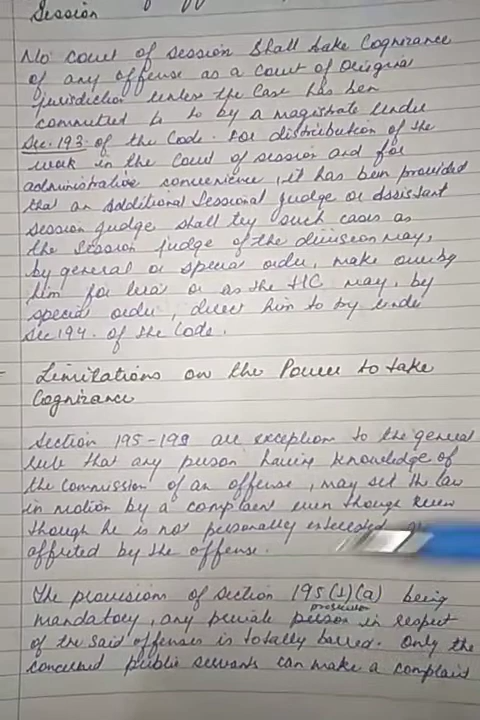 Session
No court of session shall take Cognizance
of any offense as a Court of Original
jurisdiction unless the Case has been
committed to to by a magistrate under
Sec. 193 of the Code. For distribution of the
work in the Court of session and for
administrative convenience, it has been provided
that an additional Sessional Judge or assistant
session judge shall try such cases as
the Session judge of the division may,
by general or special order, make over
him for or as the HC may, by
special order, direct him to by under
Sec 194. of the Code.
Limitations on the Power to take
Cognizance
Section 195-199 are exception to the general
rule that any person having knowledge of
the Commission of an offense, may set the law
in motion by a complaint even though
though he is not personally interested
affected by the offense.
The provisions of Section 195(1)(a) being
mandatory, any private person in respect
prosecution
of the said offenses is totally barred. Only the
concerned public servants can make a complaint